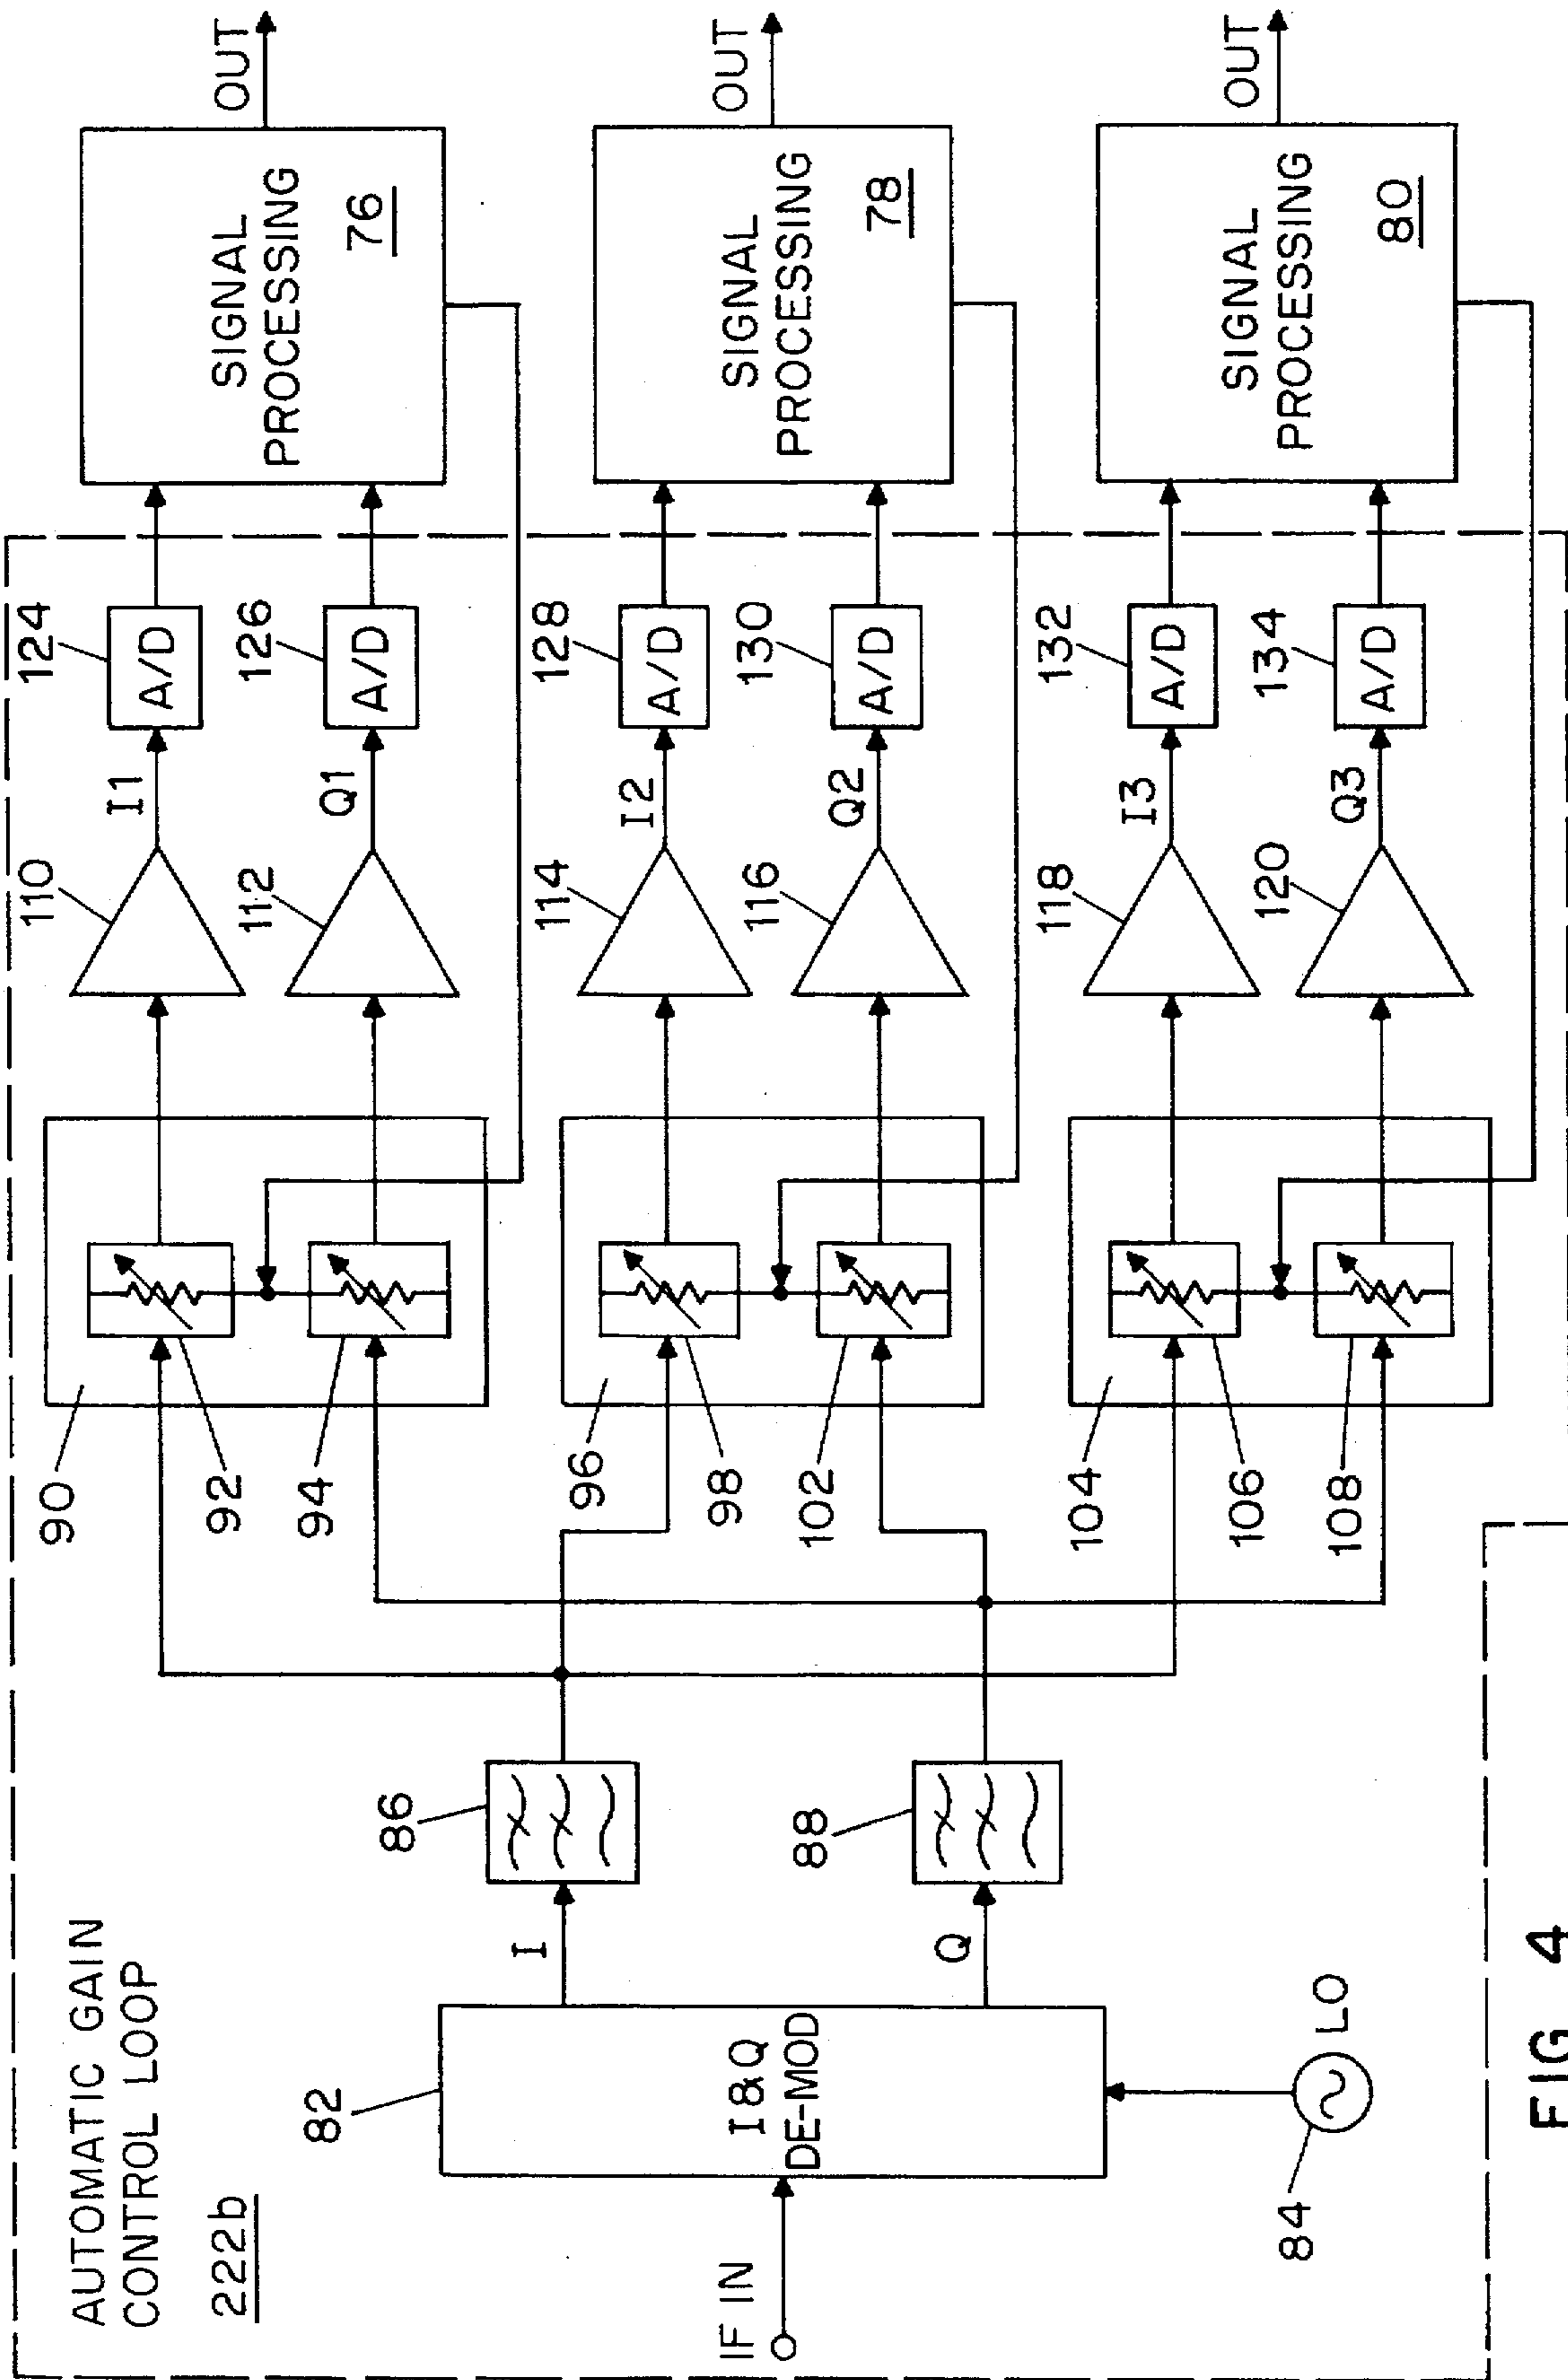 AUTOMATIC GAIN
CONTROL LOOP
222b
IF IN
82
I&Q
DE-MOD
84
LO
I
Q
86
88
90
92
94
96
98
102
104
106
108
110
112
114
116
118
120
I1
Q1
I2
Q2
I3
Q3
124
A/D
126
A/D
128
A/D
130
A/D
132
A/D
134
A/D
SIGNAL
PROCESSING
76
OUT
SIGNAL
PROCESSING
78
OUT
SIGNAL
PROCESSING
80
OUT
FIG 4